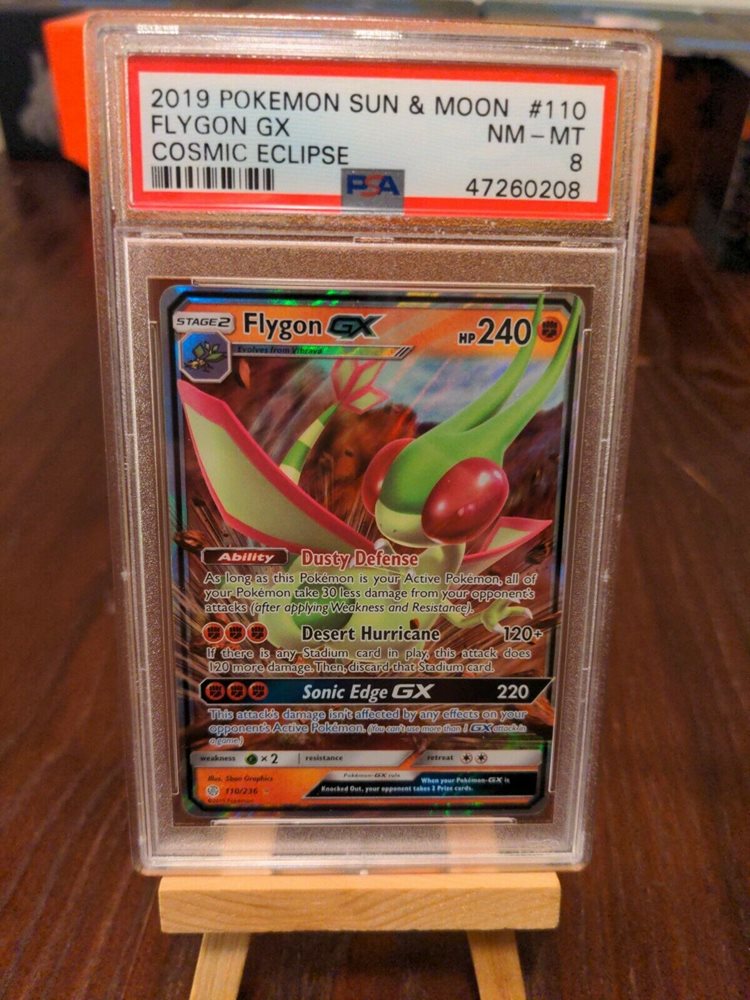 2019 POKEMON SUN & MOON #110
FLYGON GX NM - MT
COSMIC ECLIPSE 8
PSA 47260208
STAGE 2 Flygon GX HP 240
Evolves from Vibrava
Ability Dusty Defense
As long as this Pokémon is your Active Pokémon, all of
your Pokémon take 30 less damage from your opponent's
attacks (after applying Weakness and Resistance).
Desert Hurricane 120+
If there is any Stadium card in play, this attack does
120 more damage. Then, discard that Stadium card.
Sonic Edge GX 220
This attack's damage isn't affected by any effects on your
opponent's Active Pokémon. (You can't use more than 1 GX attack in
a game.)
weakness ×2 resistance retreat
Illus. 5ban Graphics Pokémon-GX rule When your Pokémon-GX is
110/236 Knocked Out, your opponent takes 2 Prize cards.
©2019 Pokémon